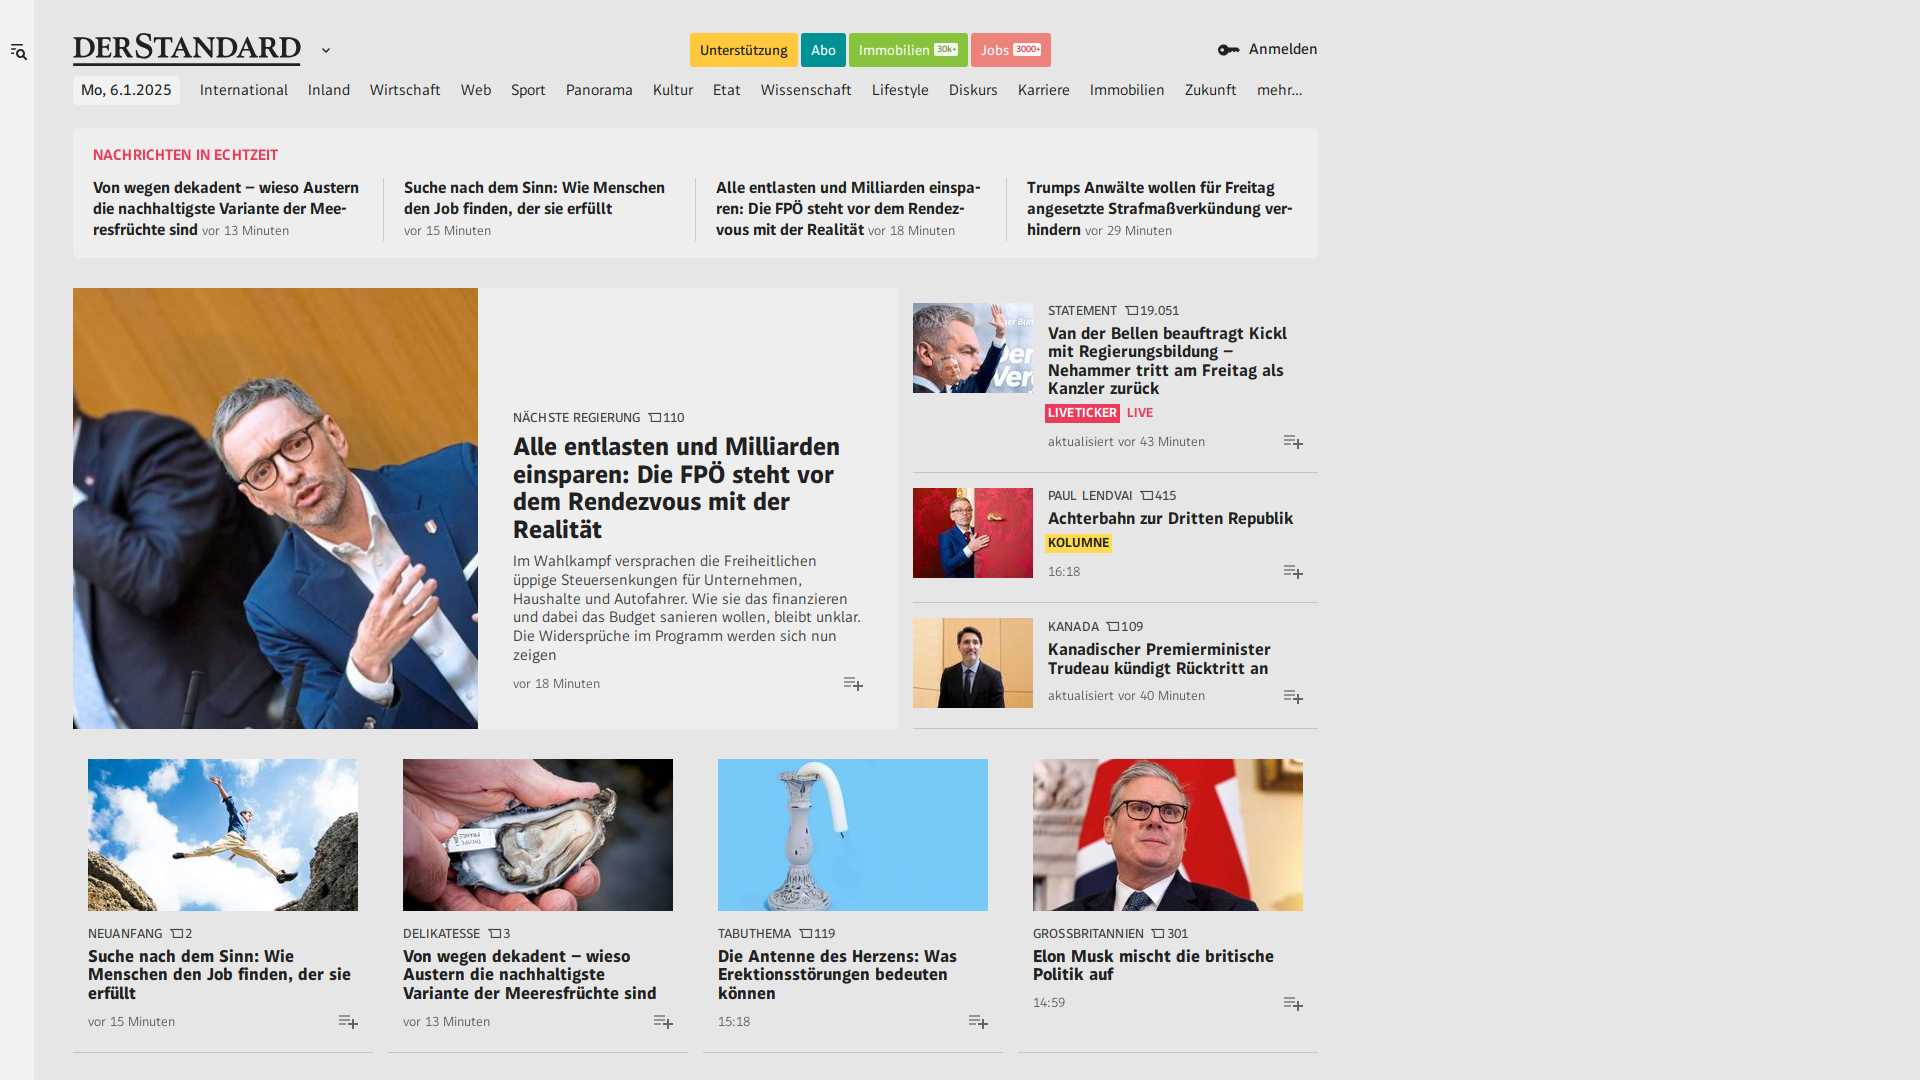 DERSTANDARD
Unterstützung
Abo
Immobilien 30k+
Jobs 3000+
Anmelden
Mo, 6.1.2025
International
Inland
Wirtschaft
Web
Sport
Panorama
Kultur
Etat
Wissenschaft
Lifestyle
Diskurs
Karriere
Immobilien
Zukunft
mehr...
NACHRICHTEN IN ECHTZEIT
Von wegen dekadent – wieso Austern
die nachhaltigste Variante der Mee-
resfrüchte sind vor 13 Minuten
Suche nach dem Sinn: Wie Menschen
den Job finden, der sie erfüllt
vor 15 Minuten
Alle entlasten und Milliarden einspa-
ren: Die FPÖ steht vor dem Rendez-
vous mit der Realität vor 18 Minuten
Trumps Anwälte wollen für Freitag
angesetzte Strafmaßverkündung ver-
hindern vor 29 Minuten
NÄCHSTE REGIERUNG 110
Alle entlasten und Milliarden
einsparen: Die FPÖ steht vor
dem Rendezvous mit der
Realität
Im Wahlkampf versprachen die Freiheitlichen
üppige Steuersenkungen für Unternehmen,
Haushalte und Autofahrer. Wie sie das finanzieren
und dabei das Budget sanieren wollen, bleibt unklar.
Die Widersprüche im Programm werden sich nun
zeigen
vor 18 Minuten
STATEMENT 19.051
Van der Bellen beauftragt Kickl
mit Regierungsbildung –
Nehammer tritt am Freitag als
Kanzler zurück
LIVETICKER LIVE
aktualisiert vor 43 Minuten
PAUL LENDVAI 415
Achterbahn zur Dritten Republik
KOLUMNE
16:18
KANADA 109
Kanadischer Premierminister
Trudeau kündigt Rücktritt an
aktualisiert vor 40 Minuten
NEUANFANG 2
Suche nach dem Sinn: Wie
Menschen den Job finden, der sie
erfüllt
vor 15 Minuten
DELIKATESSE 3
Von wegen dekadent – wieso
Austern die nachhaltigste
Variante der Meeresfrüchte sind
vor 13 Minuten
TABUTHEMA 119
Die Antenne des Herzens: Was
Erektionsstörungen bedeuten
können
15:18
GROSSBRITANNIEN 301
Elon Musk mischt die britische
Politik auf
14:59